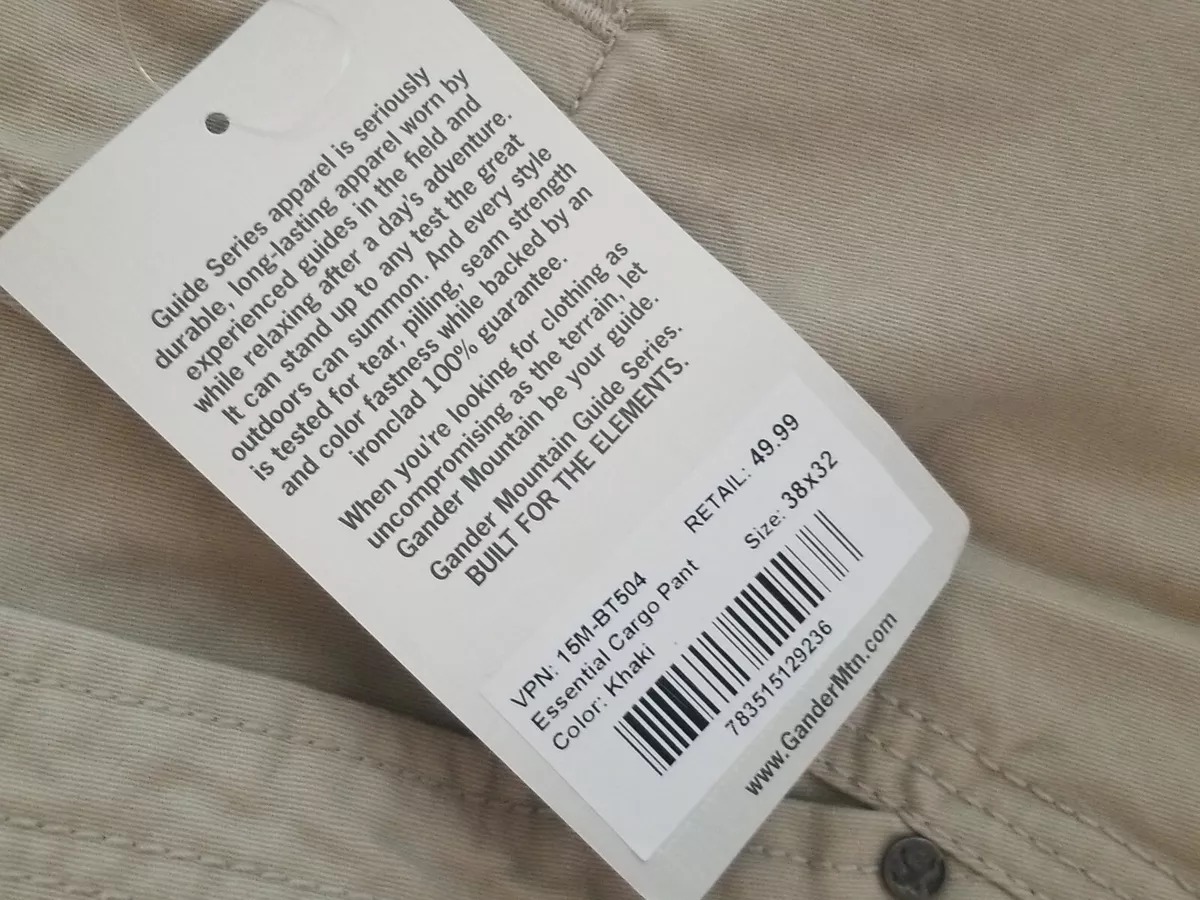 Guide Series apparel is seriously
durable, long-lasting apparel worn by
experienced guides in the field and
while relaxing after a day's adventure.
It can stand up to any test the great
outdoors can summon. And every style
is tested for tear, pilling, seam strength
and color fastness while backed by an
ironclad 100% guarantee.
When you're looking for clothing as
uncompromising as the terrain, let
Gander Mountain be your guide.
Gander Mountain Guide Series.
BUILT FOR THE ELEMENTS.
RETAIL: 49.99
VPN: 15M-BT504
Essential Cargo Pant
Size: 38x32
Color: Khaki
783515129236
www.GanderMtn.com